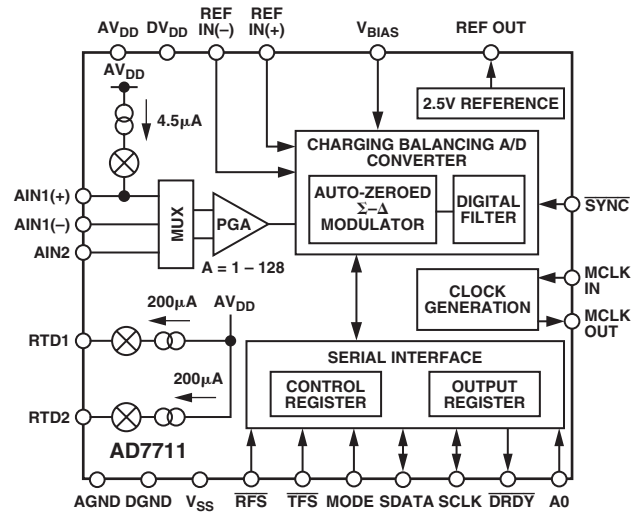 AVDD
DVDD
REF
IN(–)
REF
IN(+)
VBIAS
REF OUT
AVDD
4.5µA
2.5V REFERENCE
CHARGING BALANCING A/D
CONVERTER
AUTO-ZEROED
Σ–Δ
MODULATOR
DIGITAL
FILTER
AIN1(+)
AIN1(–)
AIN2
MUX
PGA
A = 1 – 128
SYNC
MCLK
IN
CLOCK
GENERATION
MCLK
OUT
200µA
AVDD
RTD1
200µA
RTD2
SERIAL INTERFACE
CONTROL
REGISTER
OUTPUT
REGISTER
AD7711
AGND
DGND
VSS
RFS
TFS
MODE
SDATA
SCLK
DRDY
A0